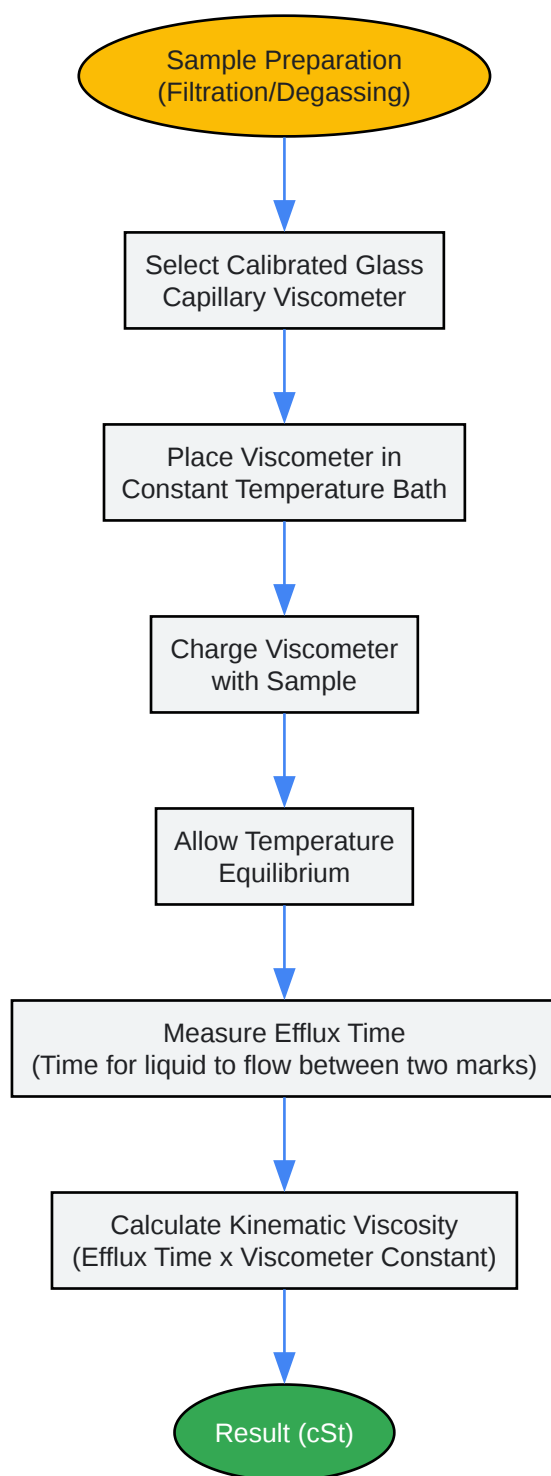 Sample Preparation
(Filtration/Degassing)
Select Calibrated Glass
Capillary Viscometer
Place Viscometer in
Constant Temperature Bath
Charge Viscometer
with Sample
Allow Temperature
Equilibrium
Measure Efflux Time
(Time for liquid to flow between two marks)
Calculate Kinematic Viscosity
(Efflux Time x Viscometer Constant)
Result (cSt)